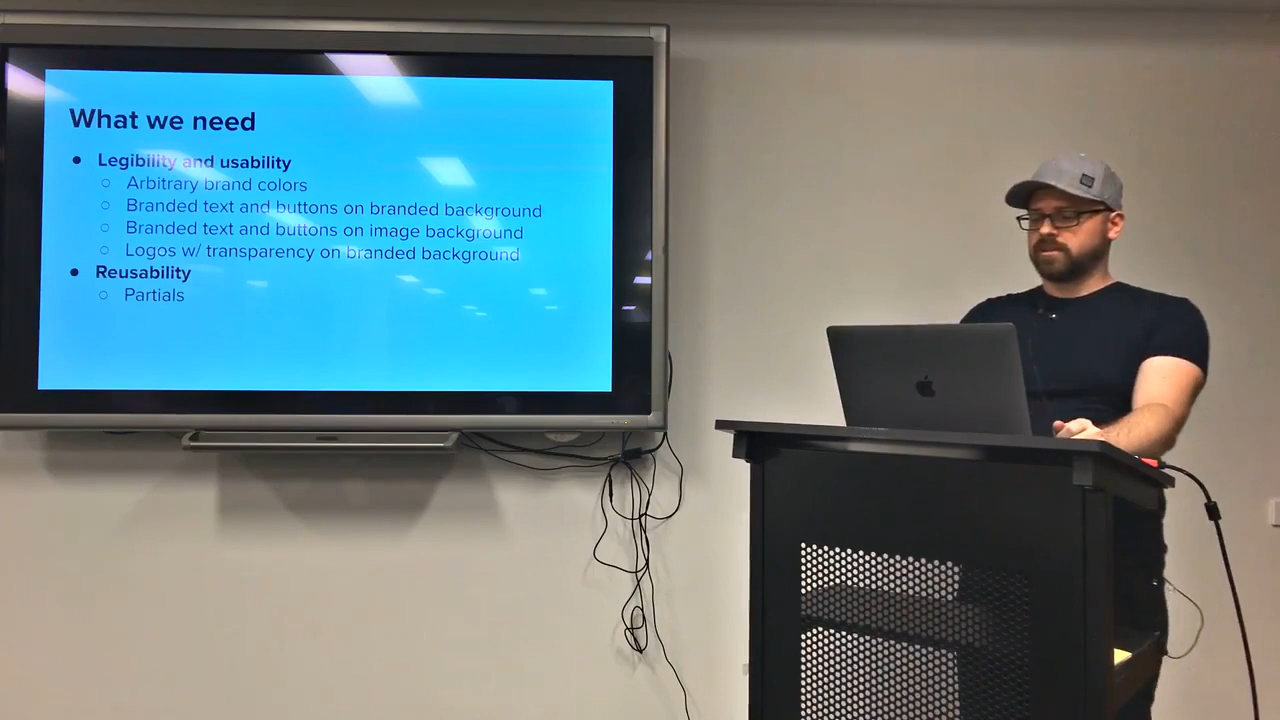 What we need
● Legibility and usability
○ Arbitrary brand colors
○ Branded text and buttons on branded background
○ Branded text and buttons on image background
○ Logos w/ transparency on branded background
● Reusability
○ Partials